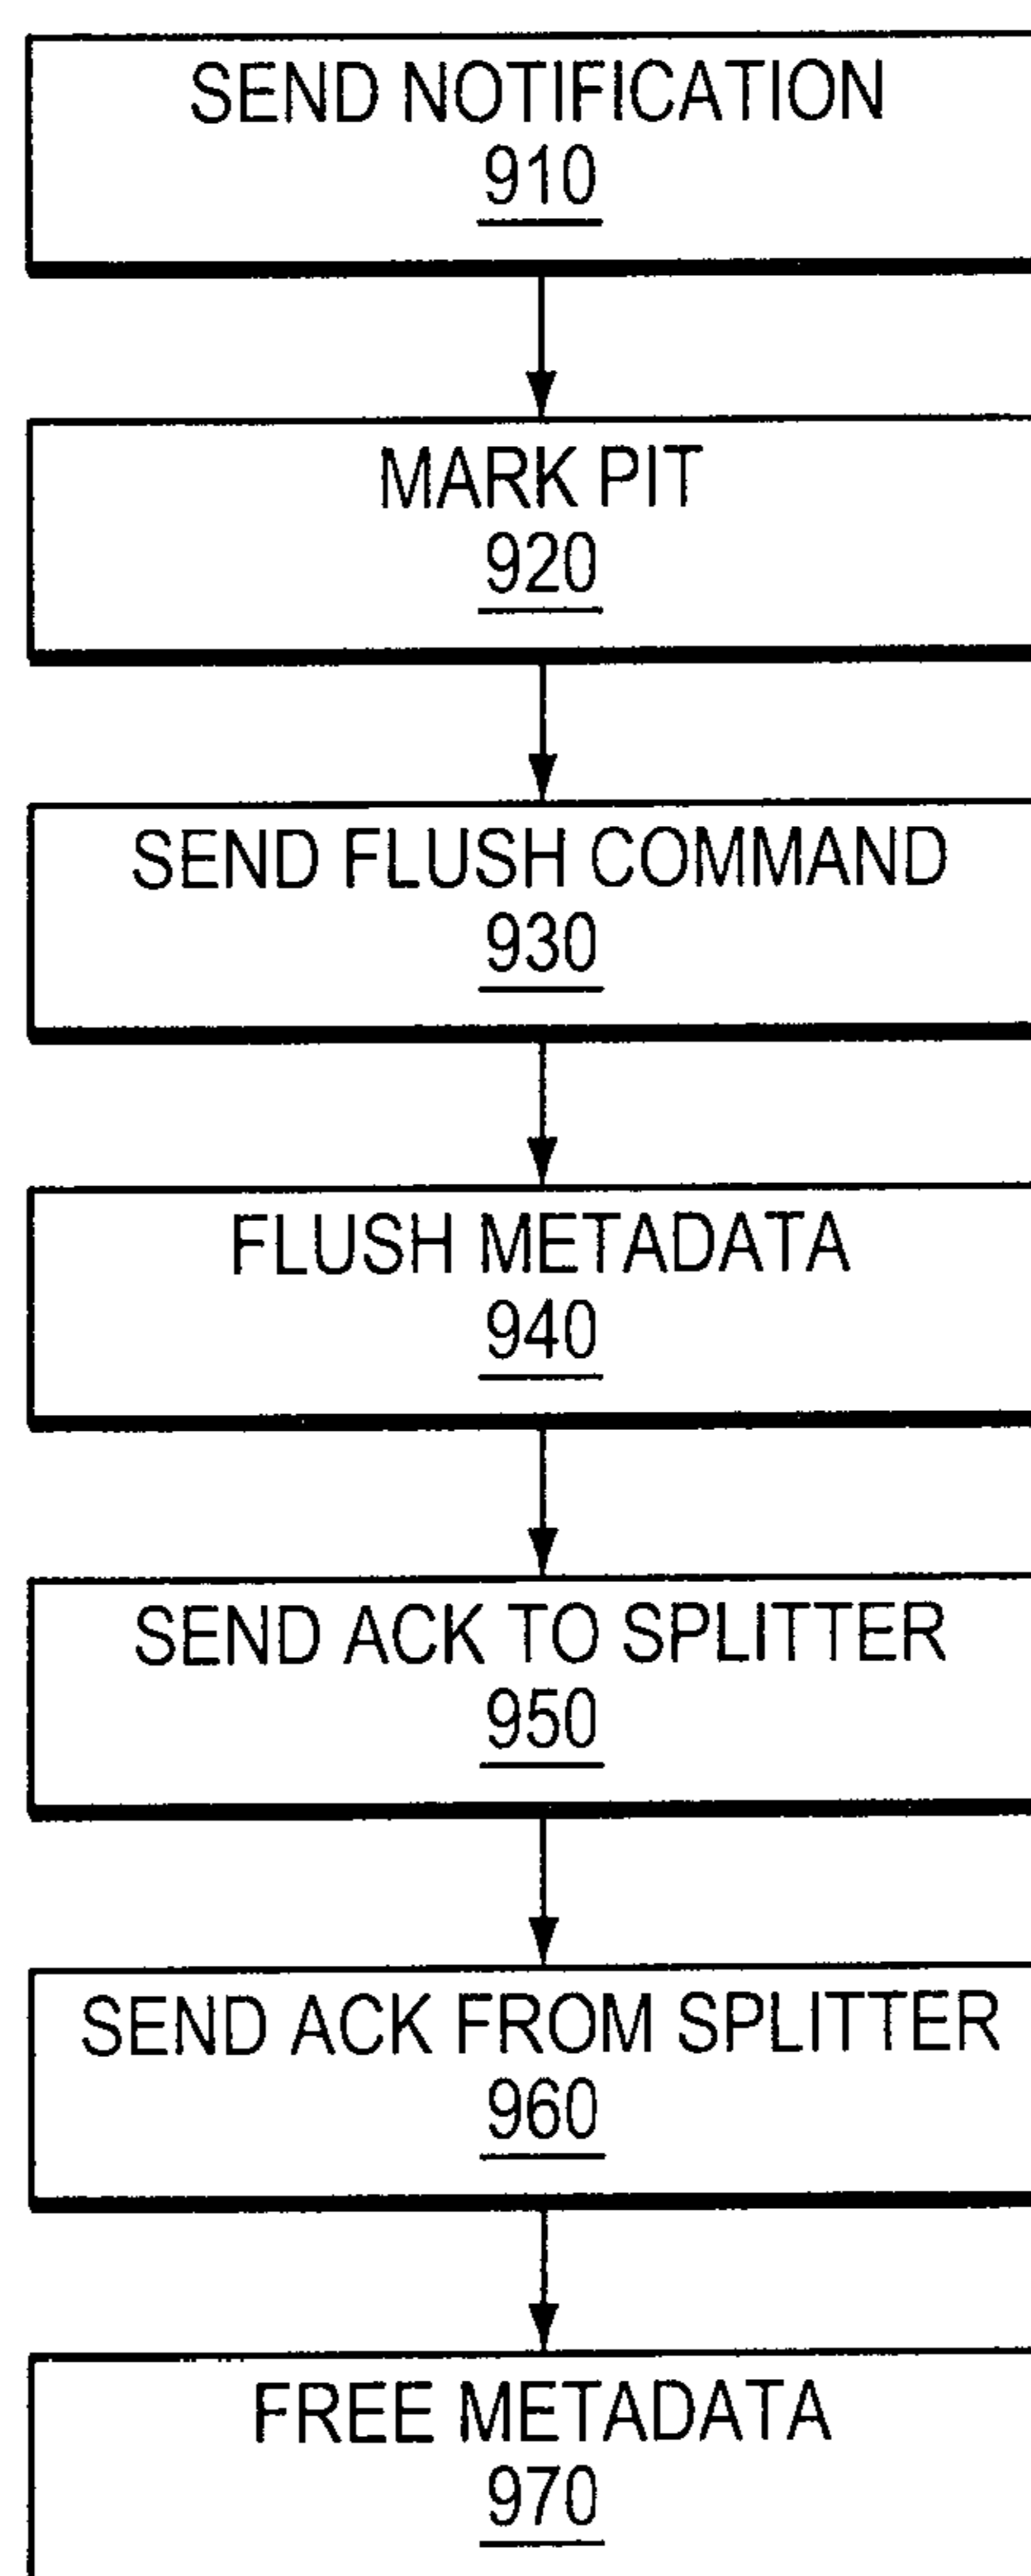 SEND NOTIFICATION
910
MARK PIT
920
SEND FLUSH COMMAND
930
FLUSH METADATA
940
SEND ACK TO SPLITTER
950
SEND ACK FROM SPLITTER
960
FREE METADATA
970